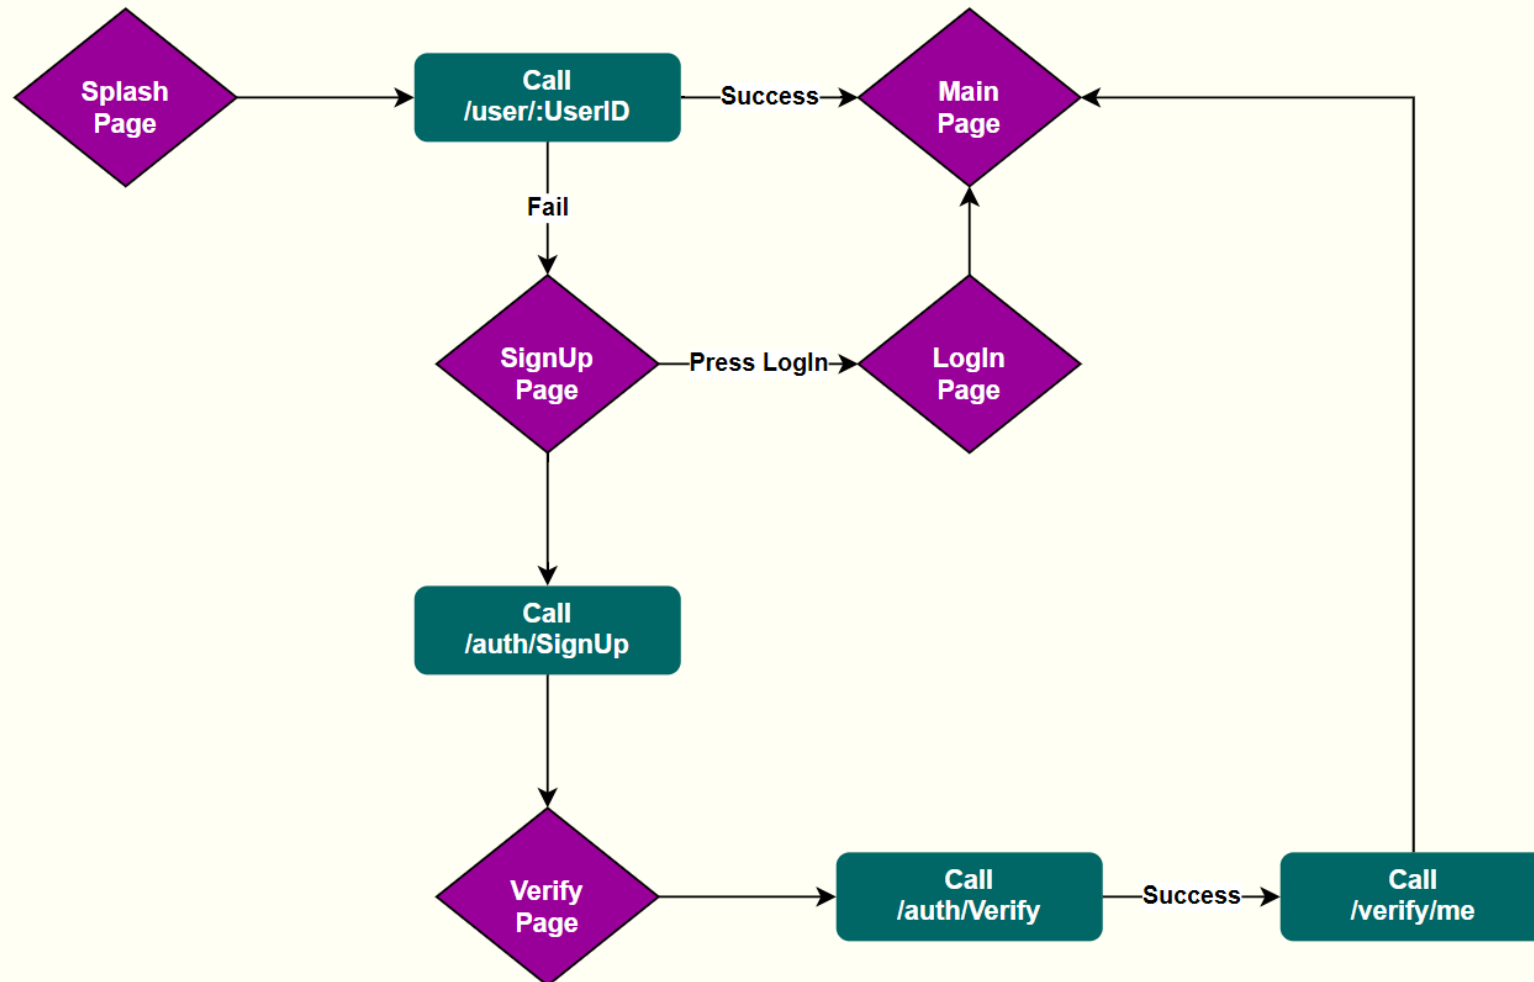 Splash
Page
Call
/user/:UserID
Success
Main
Page
Fail
SignUp
Page
Press LogIn
LogIn
Page
Call
/auth/SignUp
Verify
Page
Call
/auth/Verify
Success
Call
/verify/me